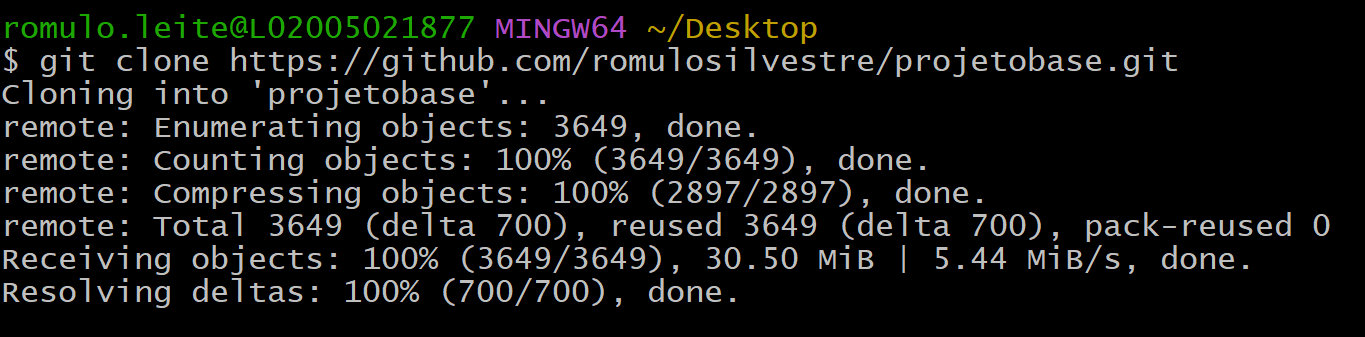 romulo.leite@L02005021877 MINGW64 ~/Desktop
$ git clone https://github.com/romulosilvestre/projetobase.git
Cloning into 'projetobase'...
remote: Enumerating objects: 3649, done.
remote: Counting objects: 100% (3649/3649), done.
remote: Compressing objects: 100% (2897/2897), done.
remote: Total 3649 (delta 700), reused 3649 (delta 700), pack-reused 0
Receiving objects: 100% (3649/3649), 30.50 MiB | 5.44 MiB/s, done.
Resolving deltas: 100% (700/700), done.